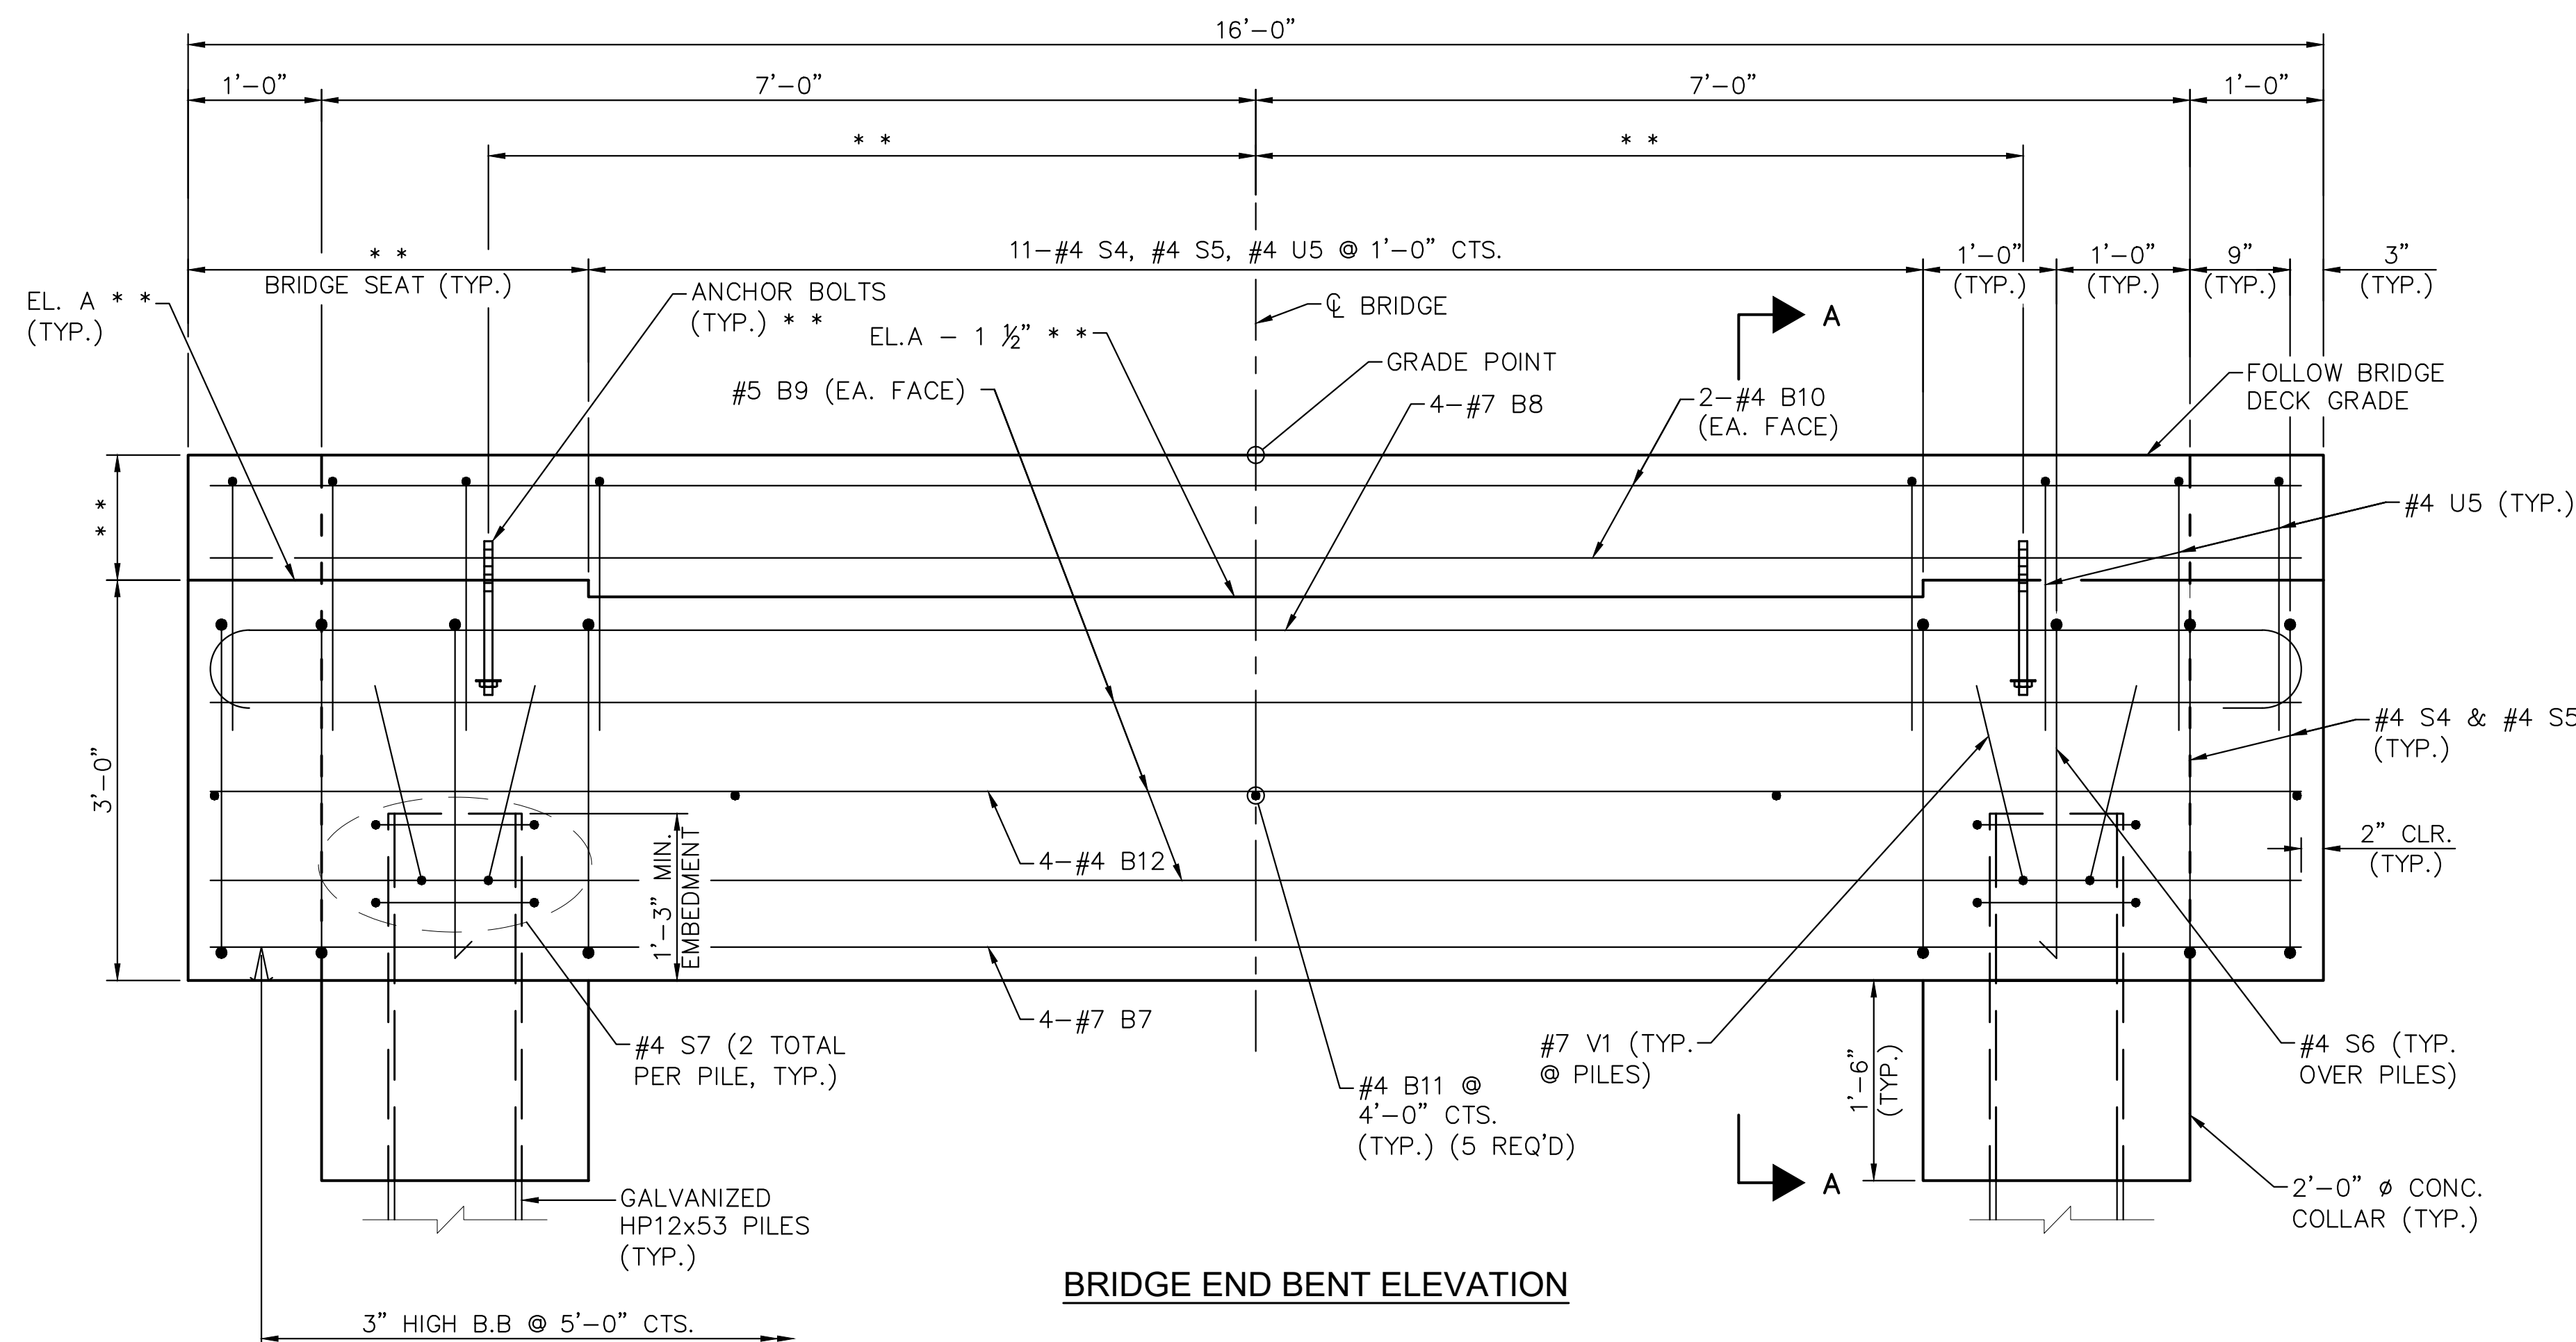 16'-0"
1'-0"
7'-0"
7'-0"
1'-0"
* *
* *
* *
BRIDGE SEAT (TYP.)
11-#4 S4, #4 S5, #4 U5 @ 1'-0" CTS.
1'-0"
(TYP.)
1'-0"
(TYP.)
9"
(TYP.)
3"
(TYP.)
EL. A * *
(TYP.)
ANCHOR BOLTS
(TYP.) * *
EL.A - 1 ½" * *
℄ BRIDGE
A
GRADE POINT
#5 B9 (EA. FACE)
4-#7 B8
2-#4 B10
(EA. FACE)
FOLLOW BRIDGE
DECK GRADE
* *
#4 U5 (TYP.)
3'-0"
#4 S4 & #4 S5
(TYP.)
2" CLR.
(TYP.)
4-#4 B12
1'-3" MIN.
EMBEDMENT
4-#7 B7
#4 S7 (2 TOTAL
PER PILE, TYP.)
#4 B11 @
4'-0" CTS.
(TYP.) (5 REQ'D)
#7 V1 (TYP.
@ PILES)
1'-6"
(TYP.)
#4 S6 (TYP.
OVER PILES)
A
GALVANIZED
HP12x53 PILES
(TYP.)
2'-0" ø CONC.
COLLAR (TYP.)
BRIDGE END BENT ELEVATION
3" HIGH B.B @ 5'-0" CTS.